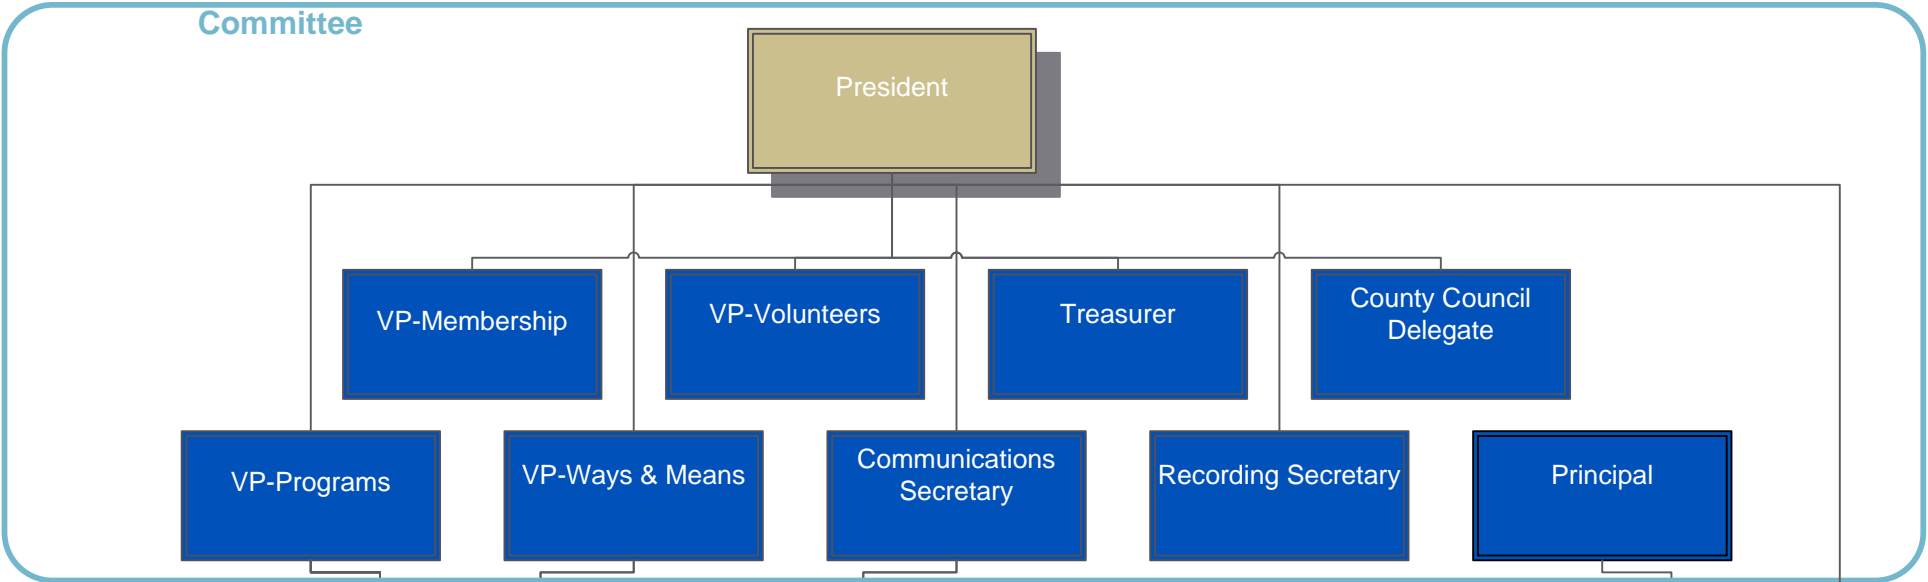 Committee
President
VP-Membership
VP-Volunteers
Treasurer
County Council
Delegate
VP-Programs
VP-Ways & Means
Communications
Secretary
Recording Secretary
Principal